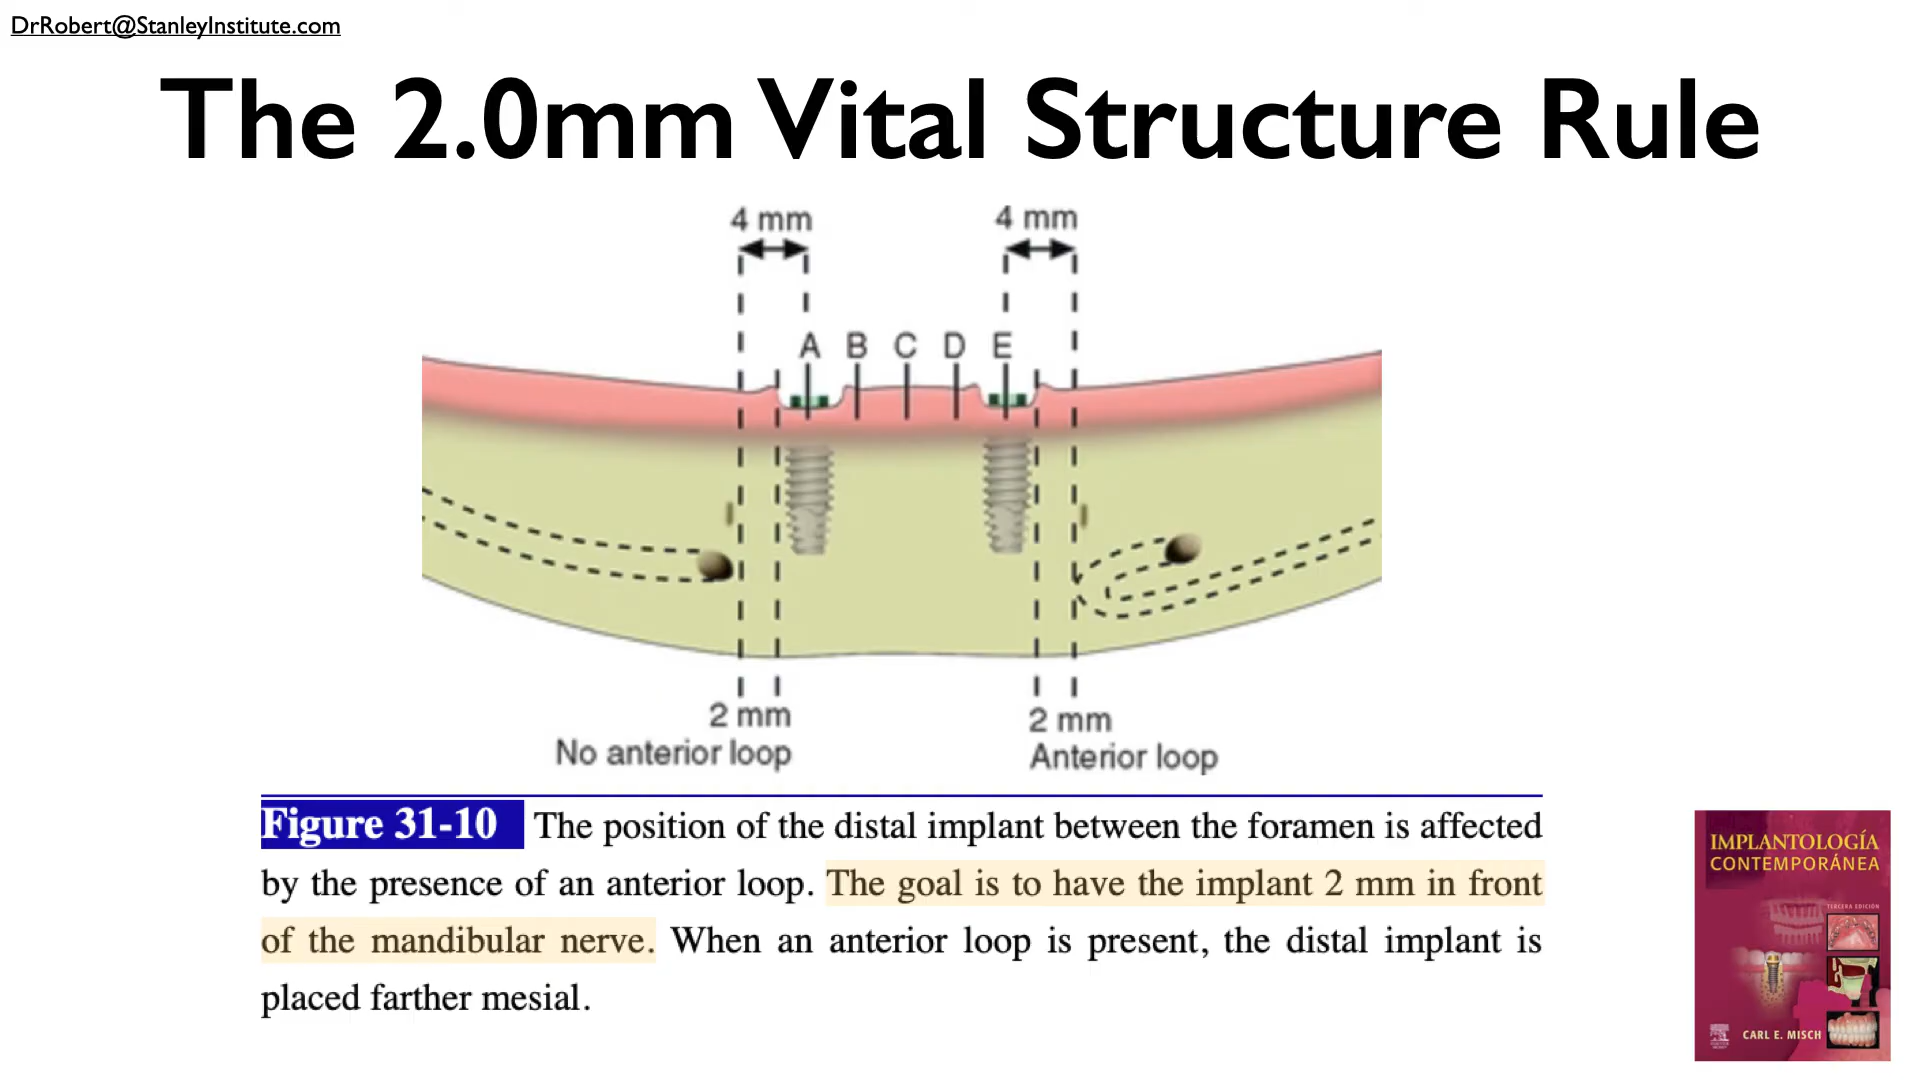 DrRobert@StanleyInstitute.com
The 2.0mm Vital Structure Rule
4 mm
4 mm
A B C D E
2 mm
No anterior loop
2 mm
Anterior loop
Figure 31-10 The position of the distal implant between the foramen is affected
by the presence of an anterior loop. The goal is to have the implant 2 mm in front
of the mandibular nerve. When an anterior loop is present, the distal implant is
placed farther mesial.
IMPLANTOLOGÍA
CONTEMPORÁNEA
TERCERA EDICIÓN
CARL E. MISCH